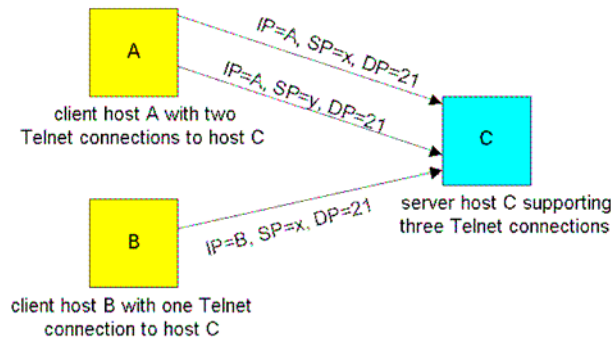 A
client host A with two
Telnet connections to host C
IP=A, SP=x, DP=21
IP=A, SP=y, DP=21
C
server host C supporting
three Telnet connections
IP=B, SP=x, DP=21
B
client host B with one Telnet
connection to host C